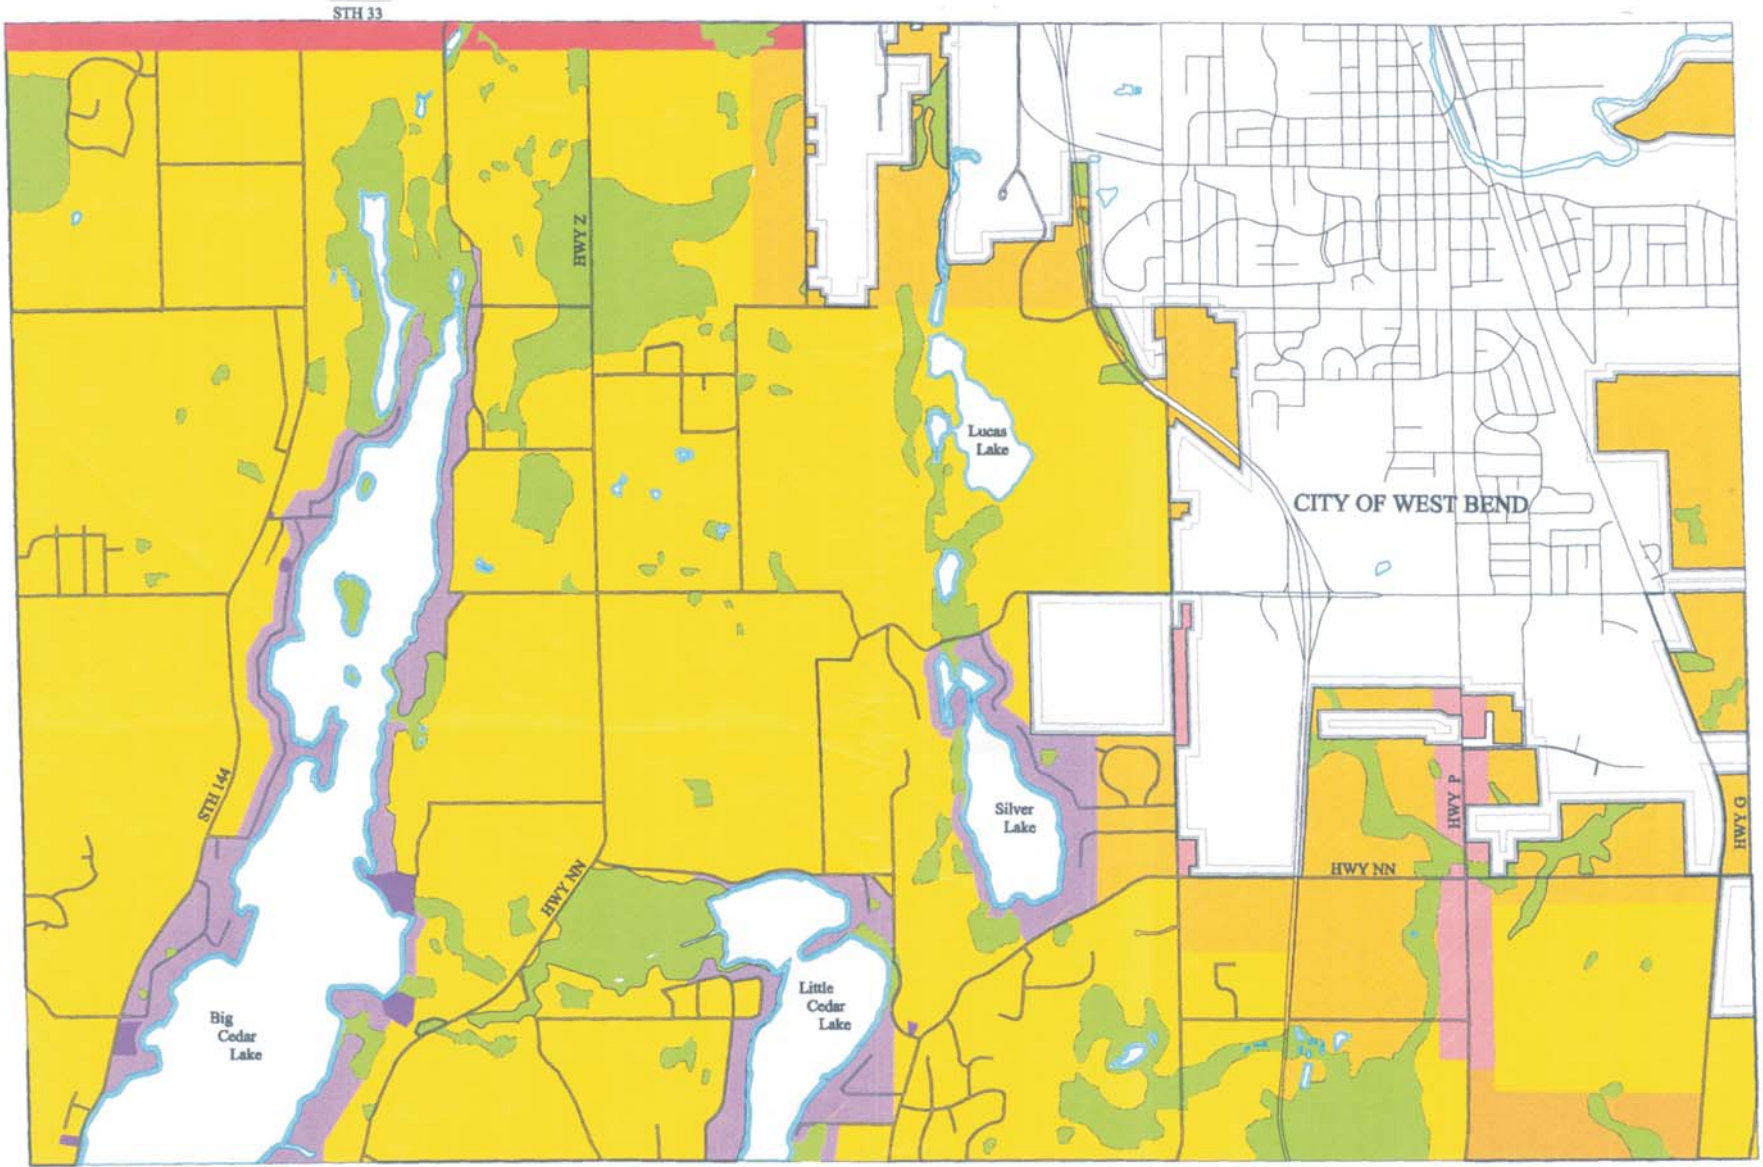 STH 33
HWY Z
Lucas
Lake
CITY OF WEST BEND
STH 144
HWY P
Silver
Lake
HWY G
HWY NN
HWY NN
Little
Cedar
Lake
Big
Cedar
Lake